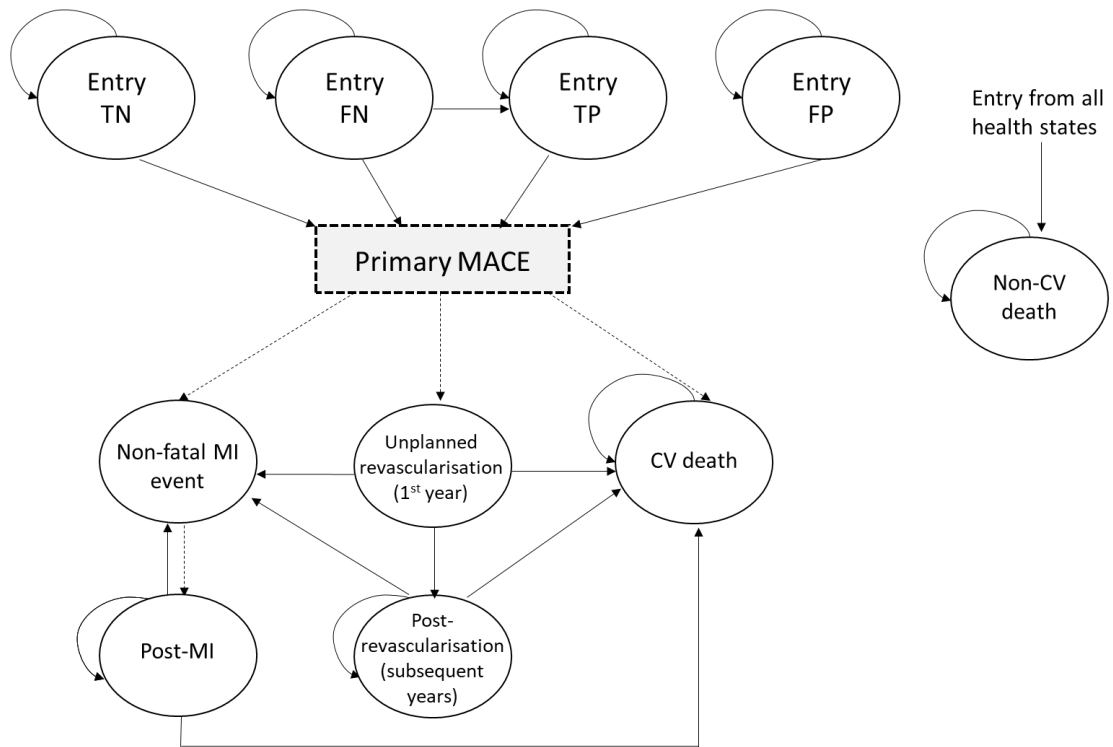 Entry
TN
Entry
FN
Entry
TP
Entry
FP
Entry from all
health states
Primary MACE
Non-CV
death
Non-fatal MI
event
Unplanned
revascularisation
(1st year)
CV death
Post-MI
Post-
revascularisation
(subsequent
years)